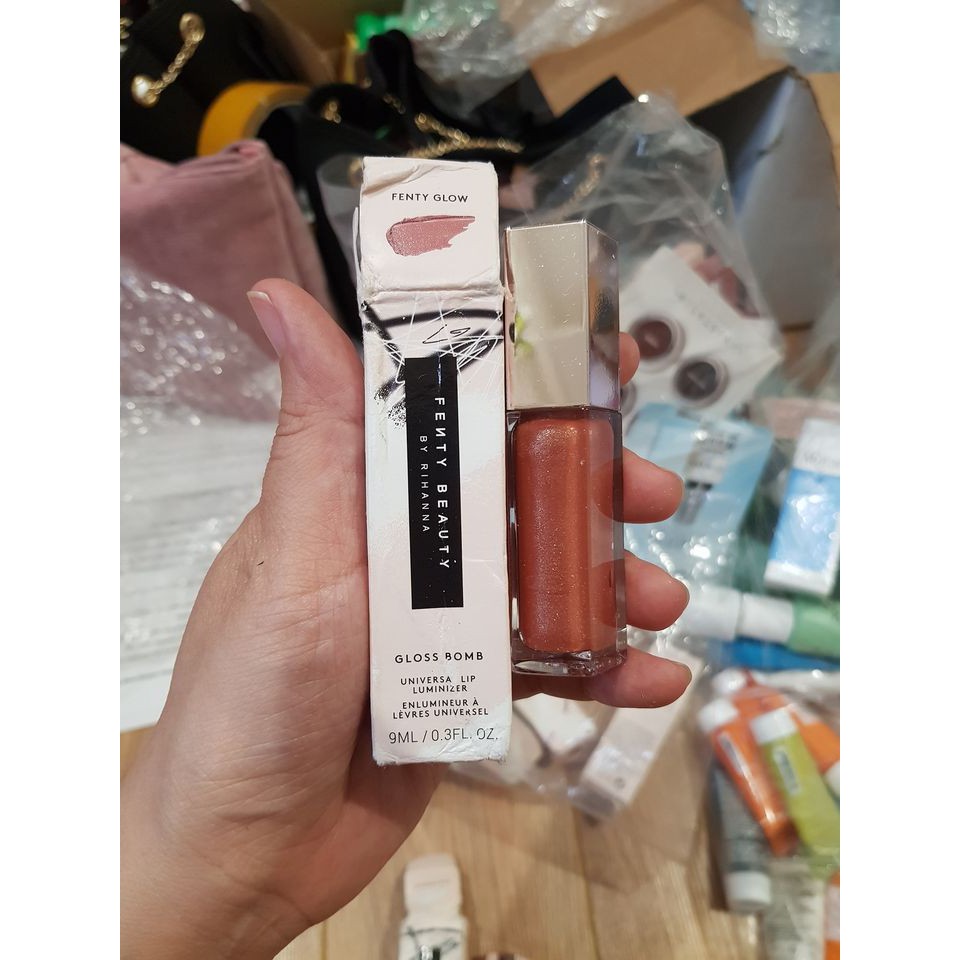 FENTY GLOW
FENTY BEAUTY
BY RIHANNA
GLOSS BOMB
UNIVERSA LIP
LUMINIZER
ENLUMINEUR À
LÈVRES UNIVERSEL
9ML / 0.3FL. OZ.